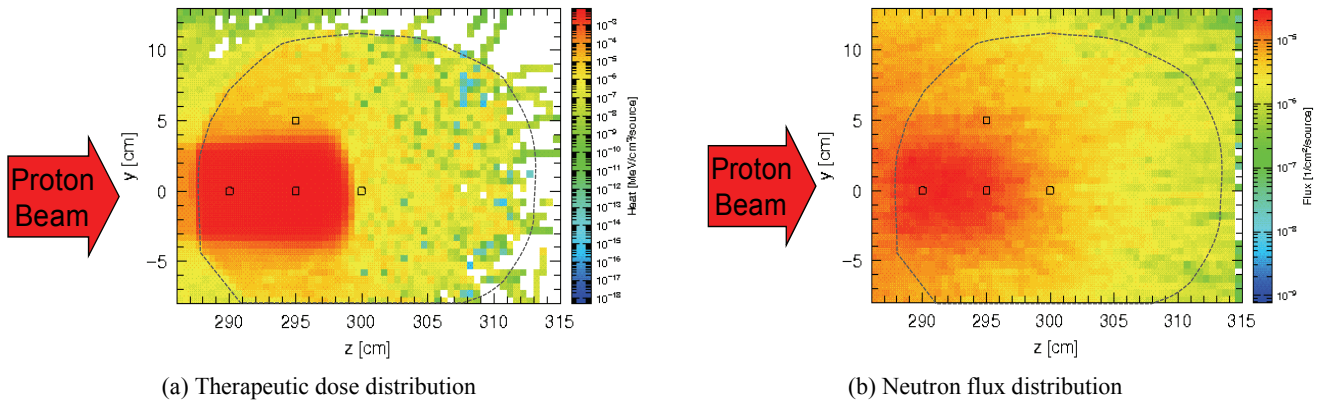 Proton
Beam
y [cm]
10
5
0
-5
290 295 300 305 310 315
z [cm]
10⁻²
10⁻³
10⁻⁴
10⁻⁵
10⁻⁶
10⁻⁷
10⁻⁸
10⁻⁹
10⁻¹⁰
10⁻¹¹
10⁻¹²
10⁻¹³
10⁻¹⁴
10⁻¹⁵
10⁻¹⁶
10⁻¹⁷
10⁻¹⁸
Heat [MeV/cm³/source]
(a) Therapeutic dose distribution
Proton
Beam
y [cm]
10
5
0
-5
290 295 300 305 310 315
z [cm]
10⁻⁵
10⁻⁶
10⁻⁷
10⁻⁸
10⁻⁹
Flux [1/cm²/source]
(b) Neutron flux distribution